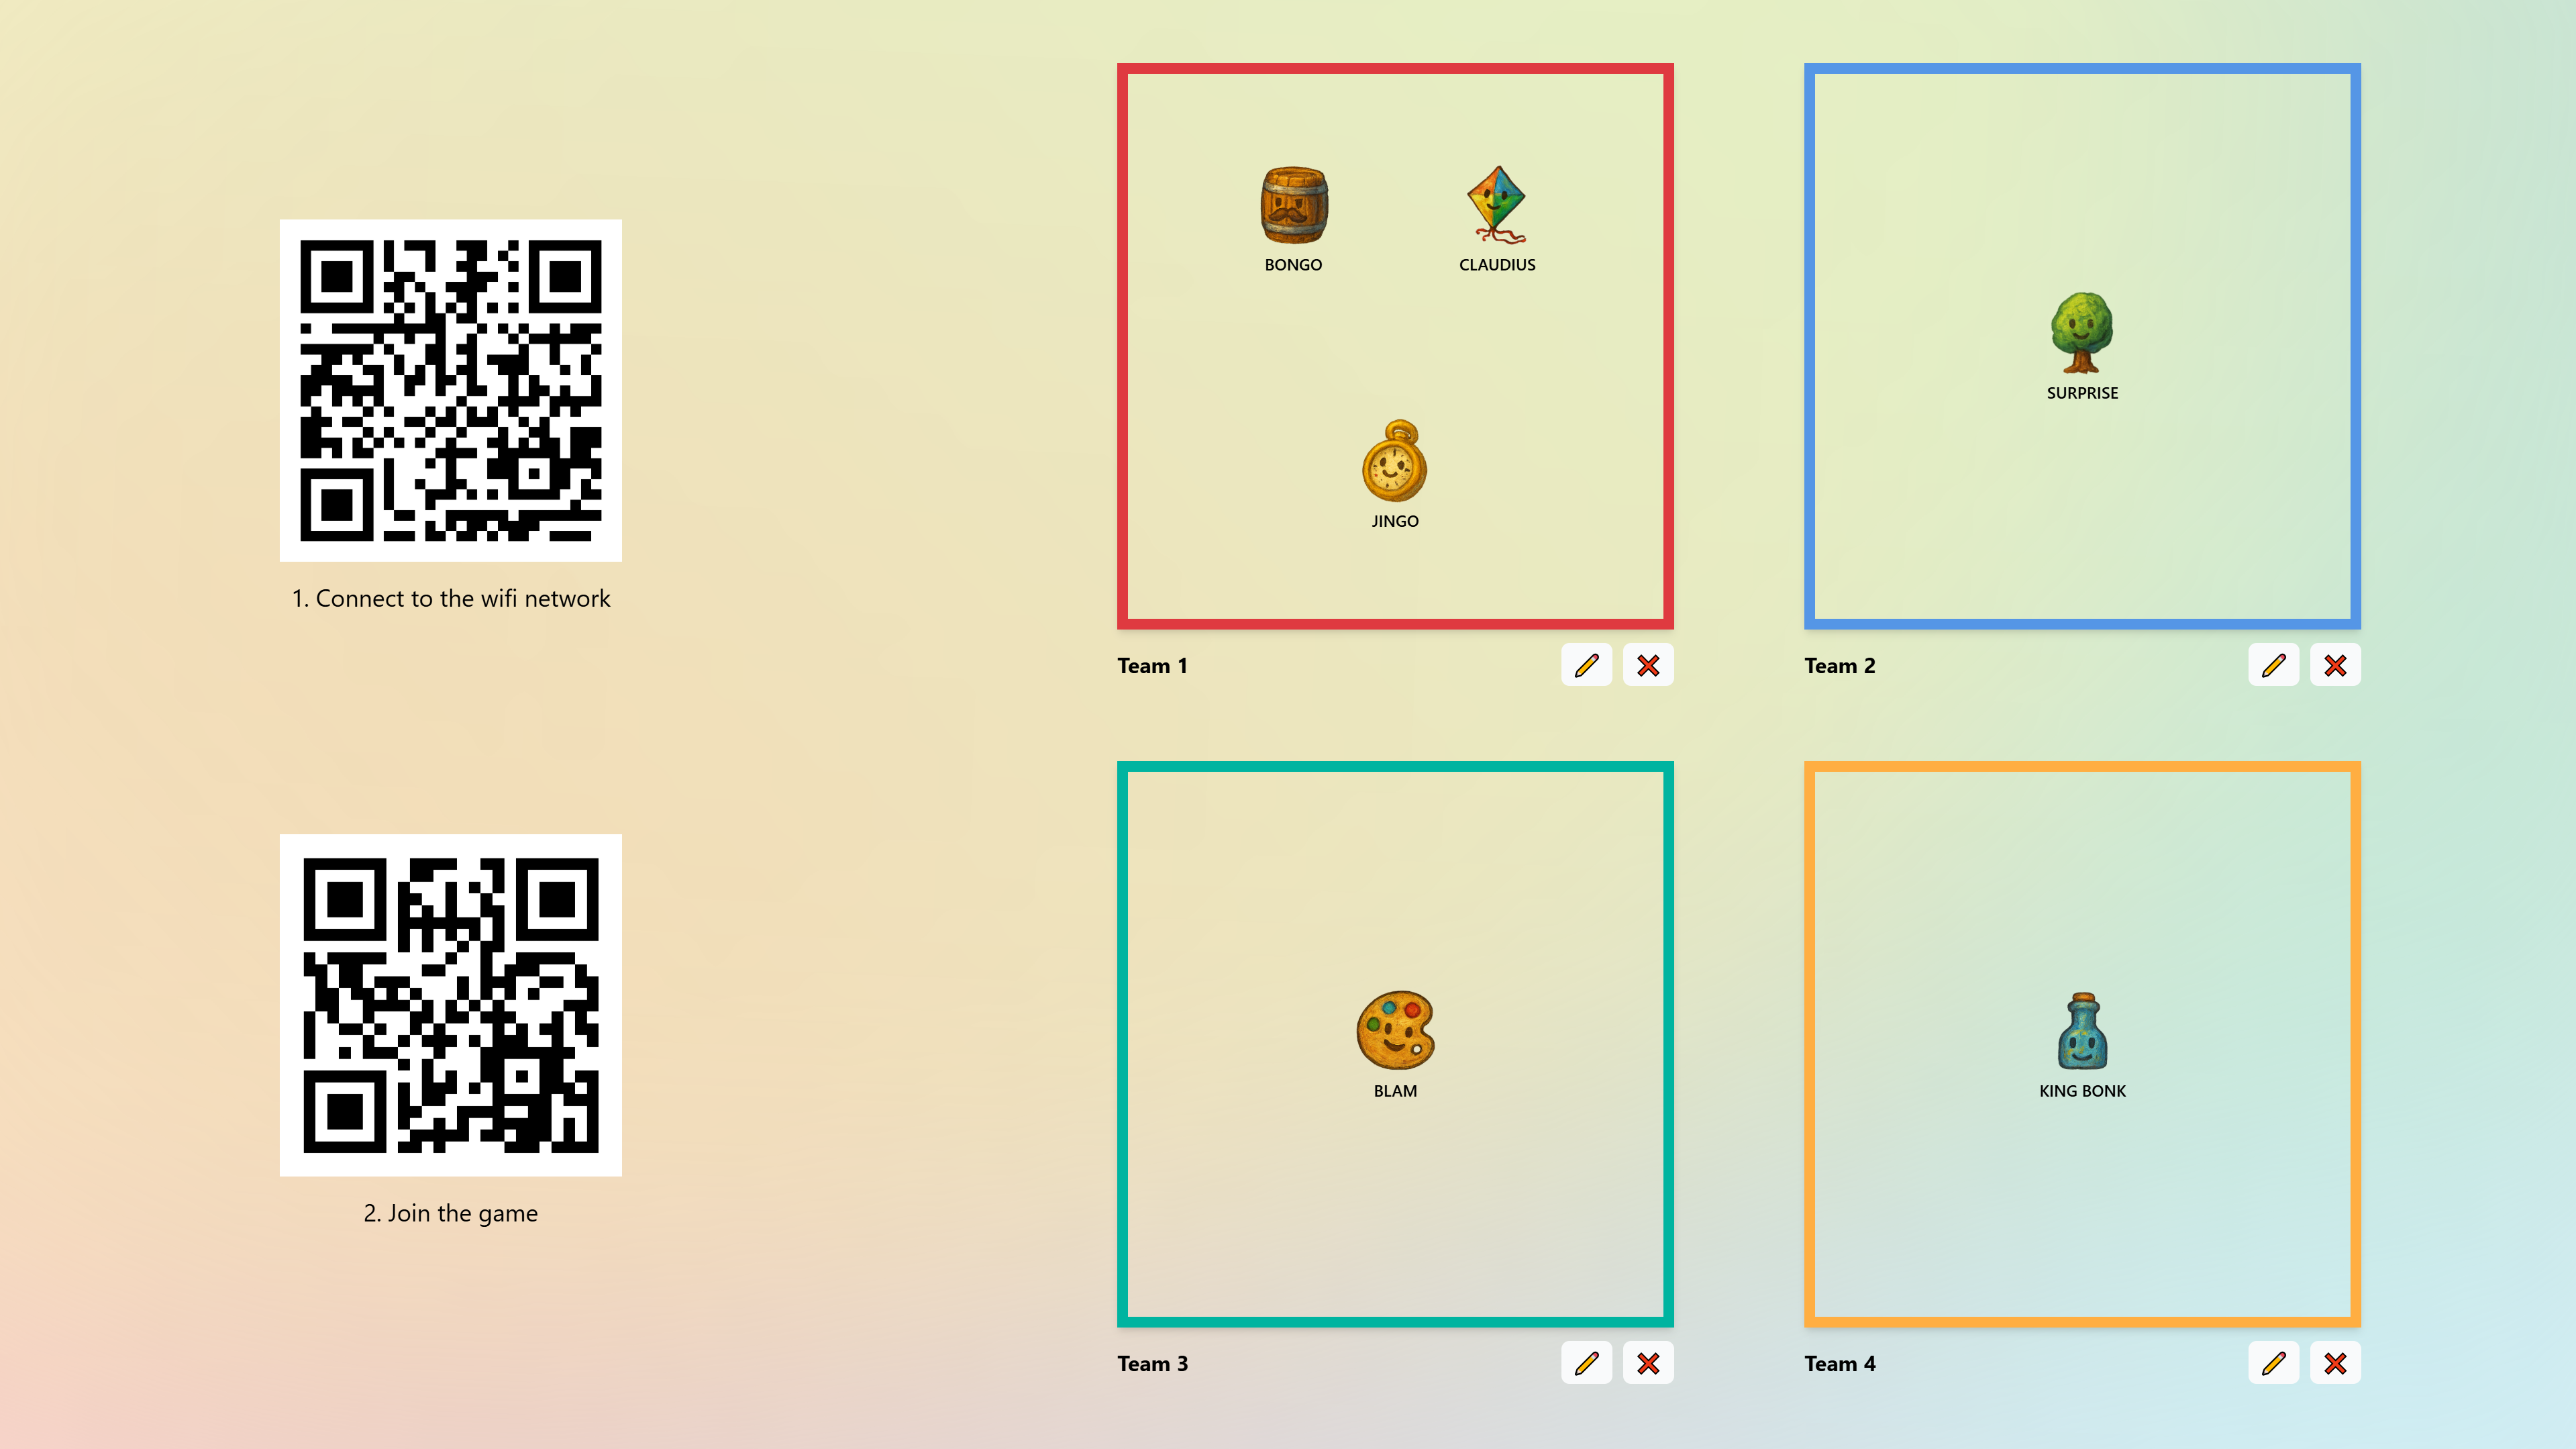 1. Connect to the wifi network
2. Join the game
BONGO
CLAUDIUS
JINGO
Team 1
SURPRISE
Team 2
BLAM
Team 3
KING BONK
Team 4